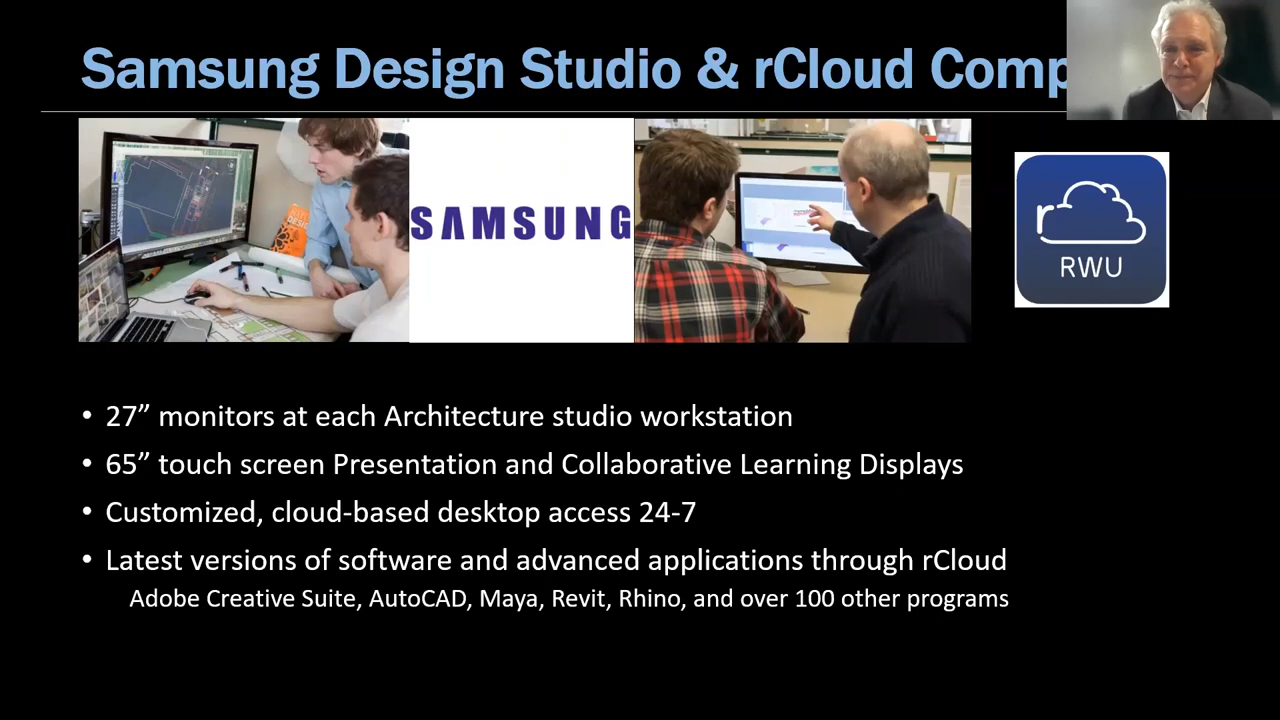 Samsung Design Studio & rCloud Comp
SAMSUNG
r
RWU
• 27” monitors at each Architecture studio workstation
• 65” touch screen Presentation and Collaborative Learning Displays
• Customized, cloud-based desktop access 24-7
• Latest versions of software and advanced applications through rCloud
Adobe Creative Suite, AutoCAD, Maya, Revit, Rhino, and over 100 other programs